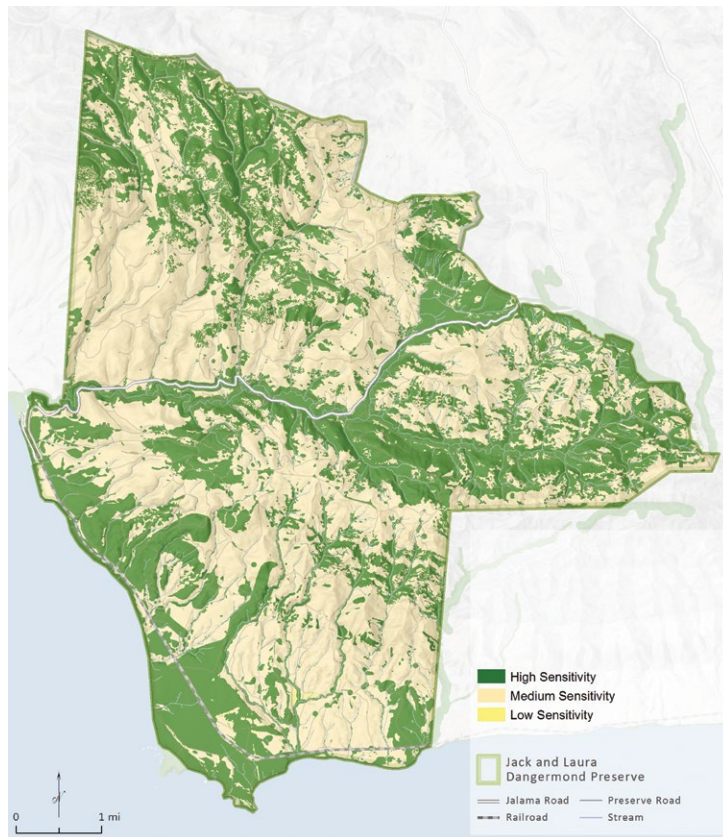 High Sensitivity
Medium Sensitivity
Low Sensitivity
Jack and Laura
Dangermond Preserve
Jalama Road
Preserve Road
Railroad
Stream
N
0 1 mi